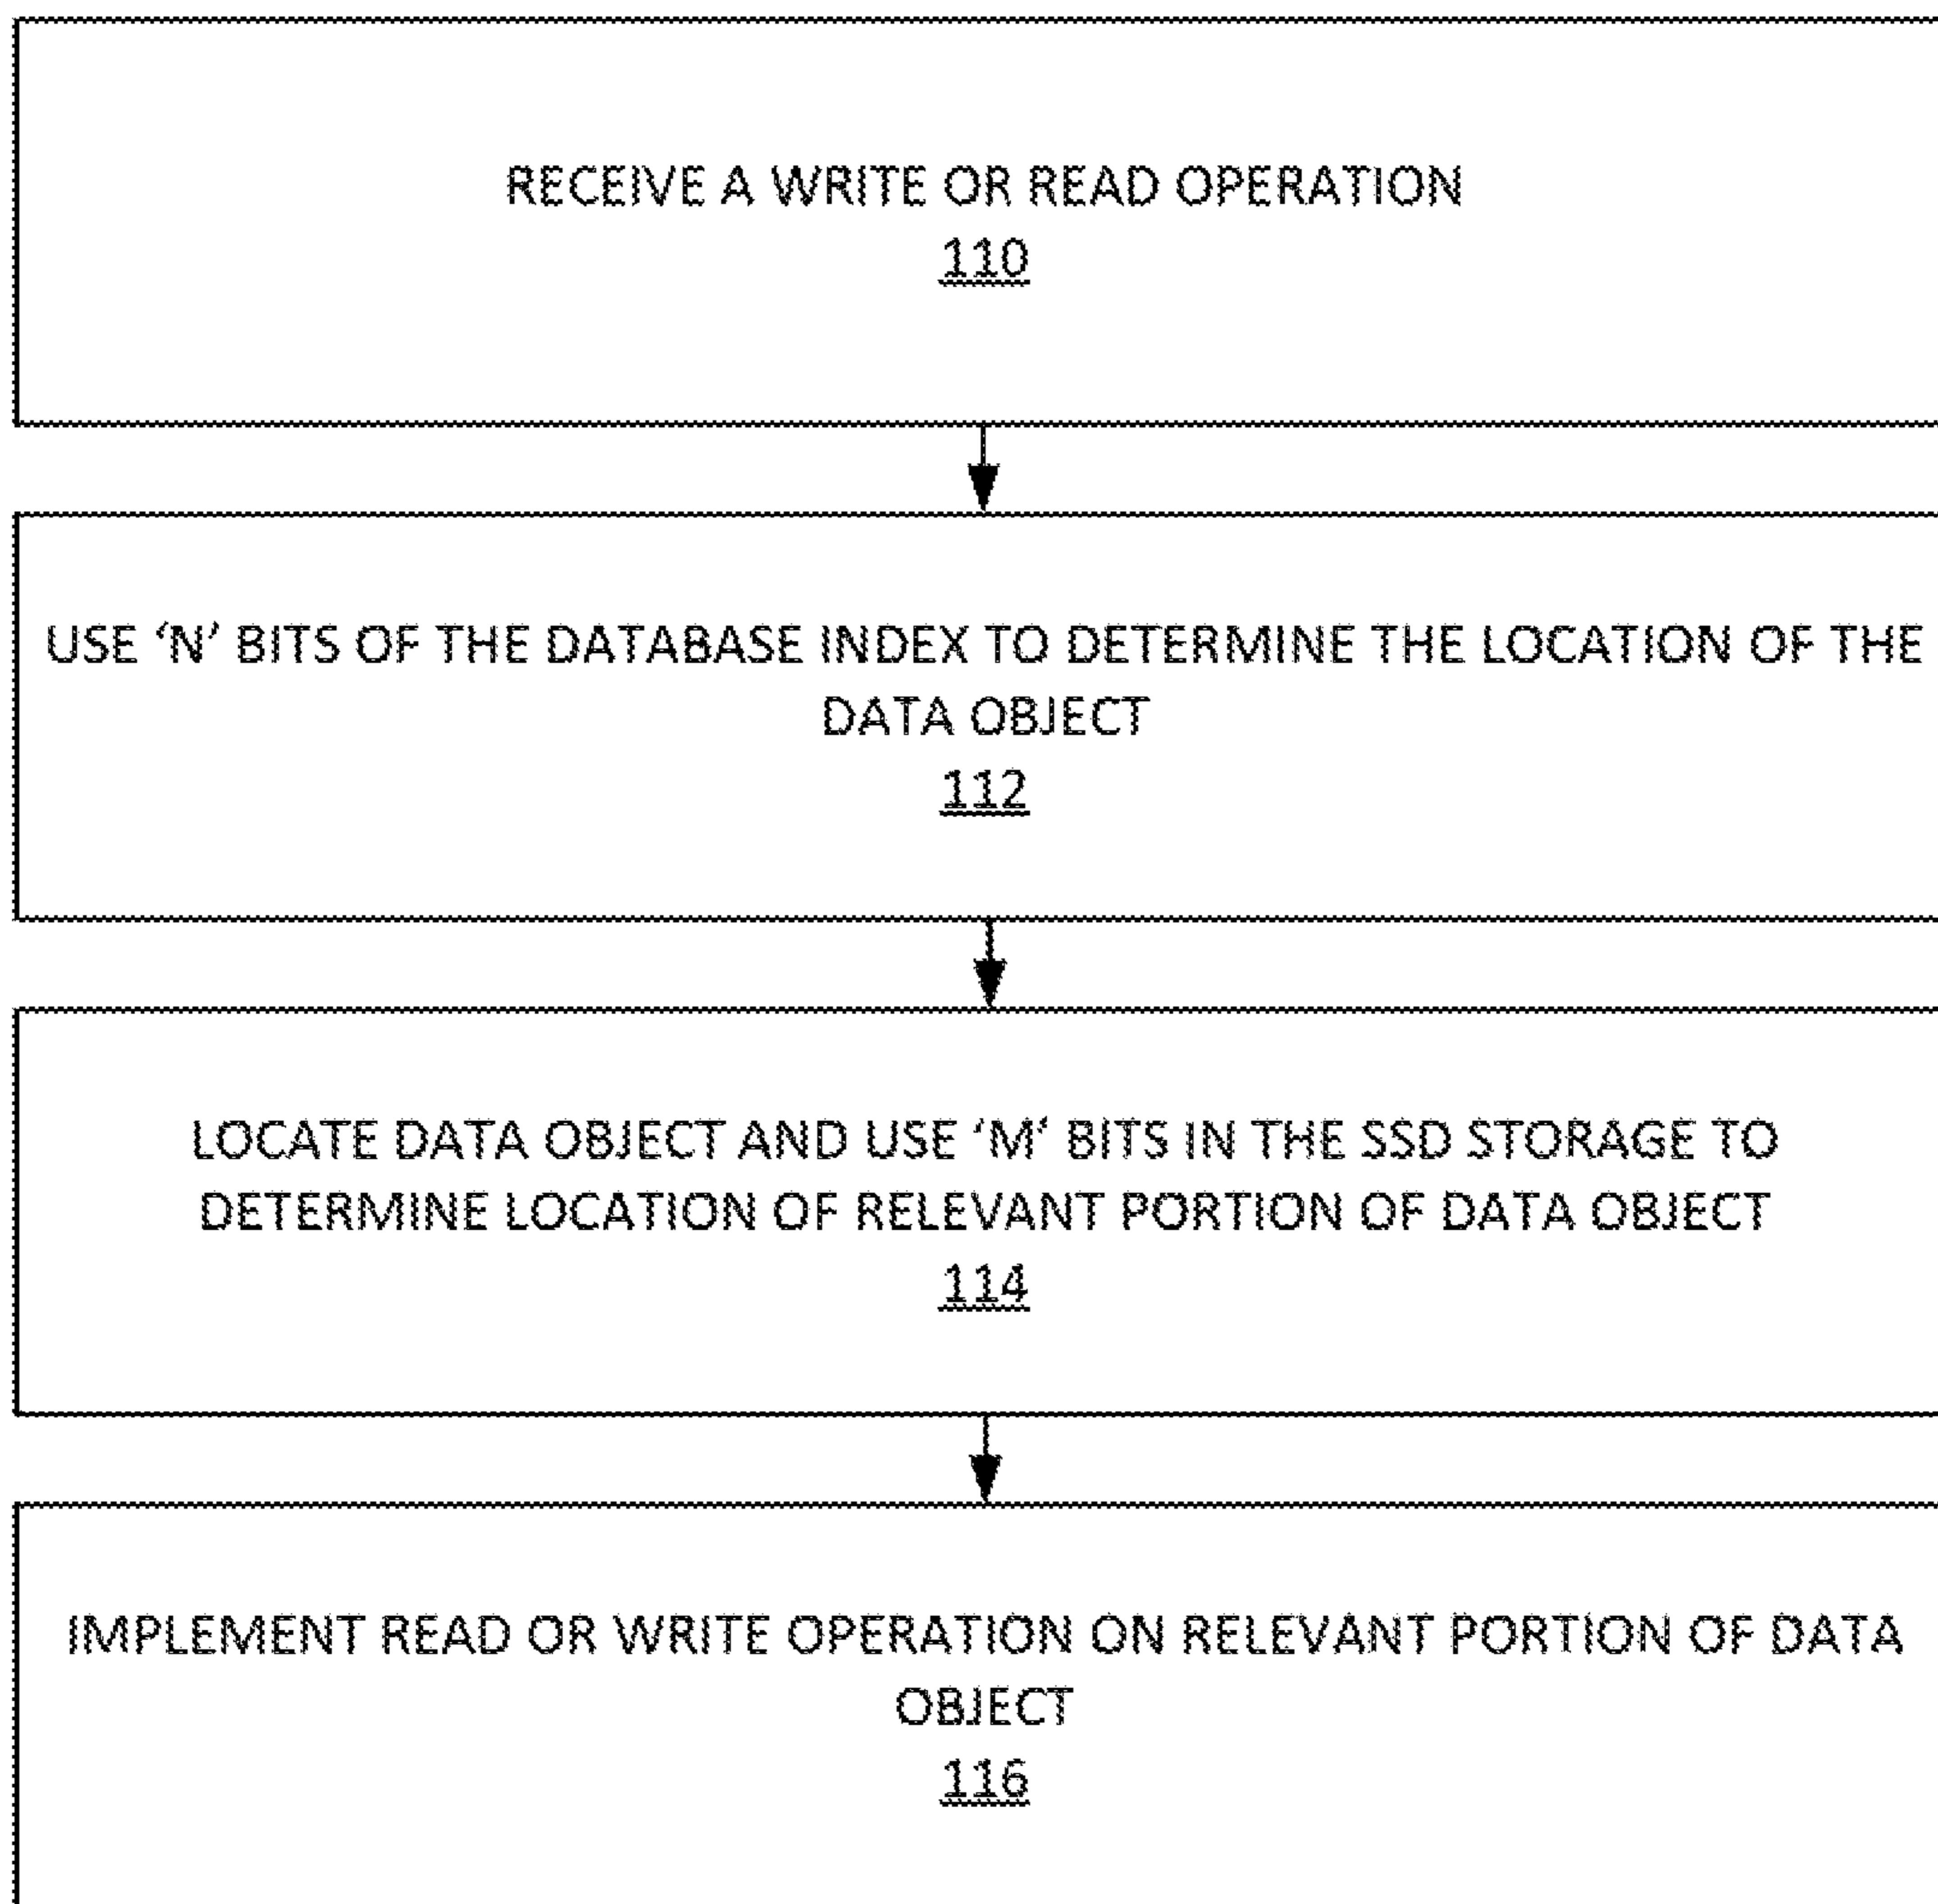 RECEIVE A WRITE OR READ OPERATION
110
USE ‘N’ BITS OF THE DATABASE INDEX TO DETERMINE THE LOCATION OF THE
DATA OBJECT
112
LOCATE DATA OBJECT AND USE ‘M‘ BITS IN THE SSD STORAGE TO
DETERMINE LOCATION OF RELEVANT PORTION OF DATA OBJECT
114
IMPLEMENT READ OR WRITE OPERATION ON RELEVANT PORTION OF DATA
OBJECT
116